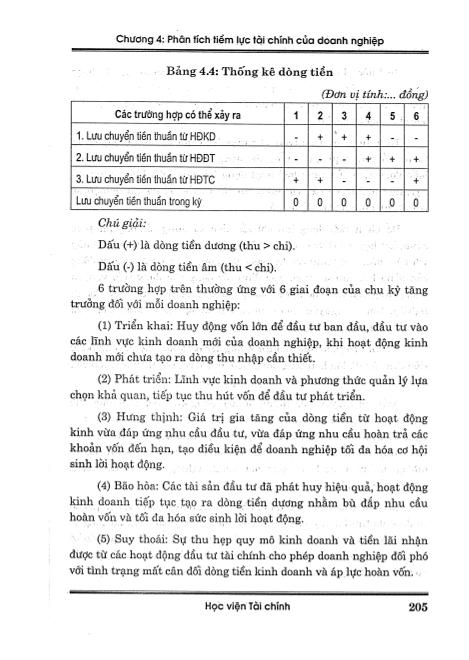 Chương 4: Phân tích tiềm lực tài chính của doanh nghiệp
Bảng 4.4: Thống kê dòng tiền
(Đơn vị tính:... đồng)
Các trường hợp có thể xảy ra 1 2 3 4 5 6
1. Lưu chuyển tiền thuần từ HĐKD - + + + - -
2. Lưu chuyển tiền thuần từ HĐĐT - - - + + +
3. Lưu chuyển tiền thuần từ HĐTC + + - - - +
Lưu chuyển tiền thuần trong kỳ 0 0 0 0 0 0
Chú giải:
Dấu (+) là dòng tiền dương (thu > chi).
Dấu (-) là dòng tiền âm (thu < chi).
6 trường hợp trên thường ứng với 6 giai đoạn của chu kỳ tăng
trưởng đối với mỗi doanh nghiệp:
(1) Triển khai: Huy động vốn lớn để đầu tư ban đầu, đầu tư vào
các lĩnh vực kinh doanh mới của doanh nghiệp, khi hoạt động kinh
doanh mới chưa tạo ra dòng thu nhập cần thiết.
(2) Phát triển: Lĩnh vực kinh doanh và phương thức quản lý lựa
chọn khả quan, tiếp tục thu hút vốn để đầu tư phát triển.
(3) Hưng thịnh: Giá trị gia tăng của dòng tiền từ hoạt động
kinh vừa đáp ứng nhu cầu đầu tư, vừa đáp ứng nhu cầu hoàn trả các
khoản vốn đến hạn, tạo điều kiện để doanh nghiệp tối đa hóa cơ hội
sinh lời hoạt động.
(4) Bão hòa: Các tài sản đầu tư đã phát huy hiệu quả, hoạt động
kinh doanh tiếp tục tạo ra dòng tiền dương nhằm bù đắp nhu cầu
hoàn vốn và tối đa hóa sức sinh lời hoạt động.
(5) Suy thoái: Sự thu hẹp quy mô kinh doanh và tiền lãi nhận
được từ các hoạt động đầu tư tài chính cho phép doanh nghiệp đối phó
với tình trạng mất cân đối dòng tiền kinh doanh và áp lực hoàn vốn.
Học viện Tài chính 205